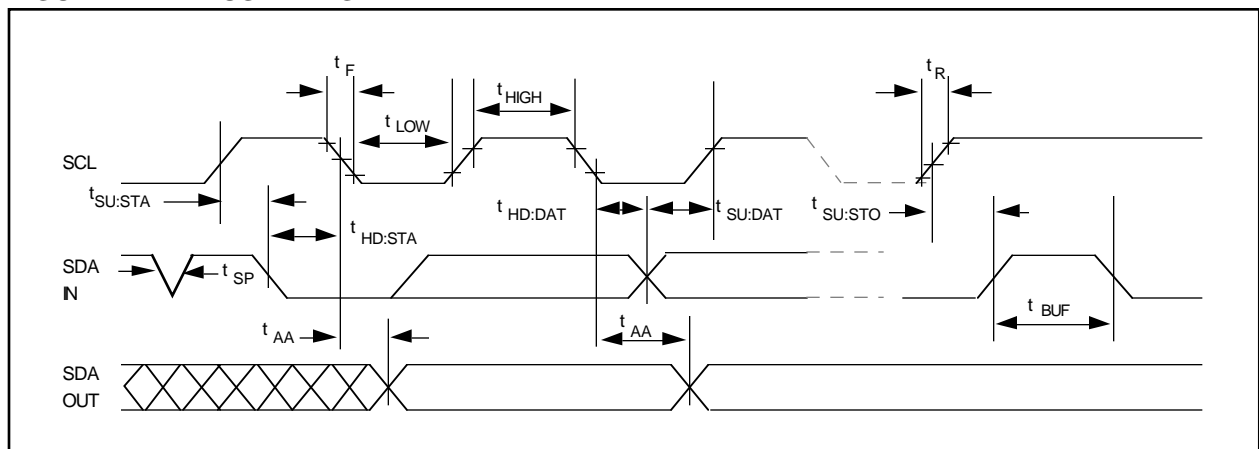 t F
t LOW
t HIGH
t R
SCL
t SU:STA
t HD:STA
t HD:DAT
t SU:DAT
t SU:STO
SDA
IN
t SP
t AA
t AA
t BUF
SDA
OUT